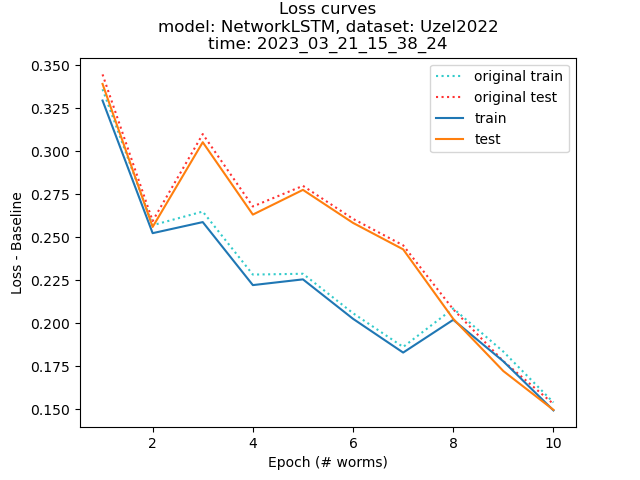 Loss curves
model: NetworkLSTM, dataset: Uzel2022
time: 2023_03_21_15_38_24
0.350
0.325
0.300
0.275
0.250
0.225
0.200
0.175
0.150
Loss - Baseline
original train
original test
train
test
2
4
6
8
10
Epoch (# worms)